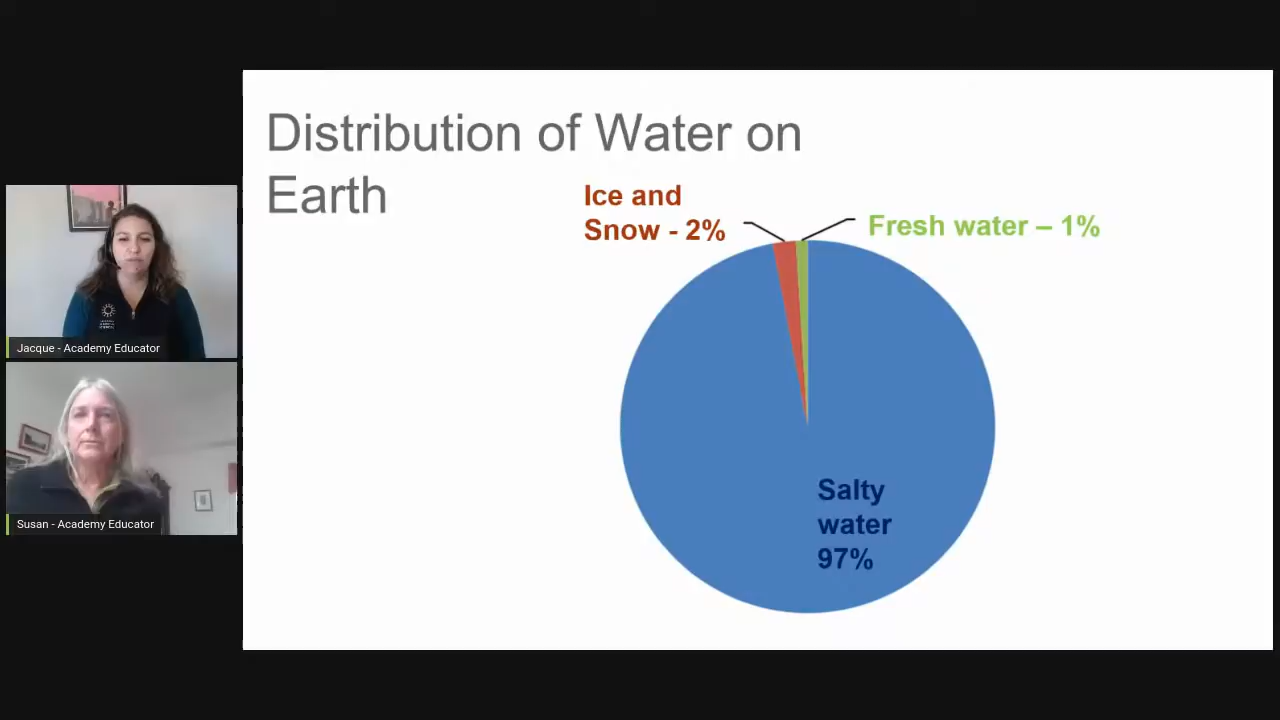 Distribution of Water on
Earth
Ice and
Snow - 2%
Fresh water – 1%
Salty
water
97%
Jacque - Academy Educator
Susan - Academy Educator